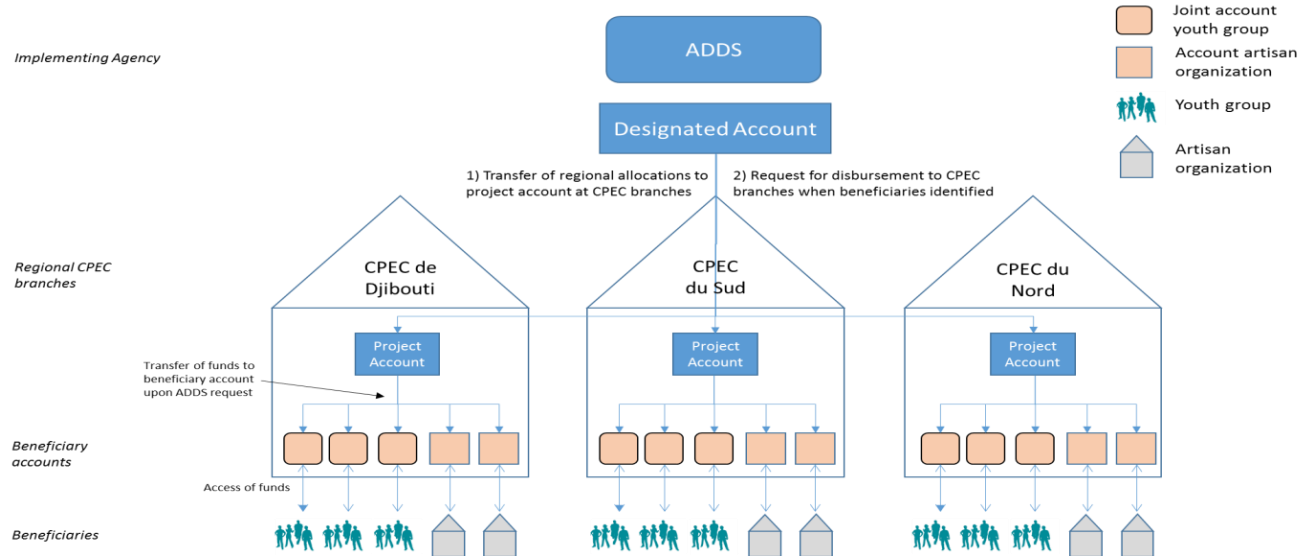 Implementing Agency
ADDS
Joint account
youth group
Account artisan
organization
Youth group
Artisan
organization
Designated Account
1) Transfer of regional allocations to
project account at CPEC branches
2) Request for disbursement to CPEC
branches when beneficiaries identified
Regional CPEC
branches
CPEC de
Djibouti
CPEC
du Sud
CPEC du
Nord
Project
Account
Project
Account
Project
Account
Transfer of funds to
beneficiary account
upon ADDS request
Beneficiary
accounts
Access of funds
Beneficiaries